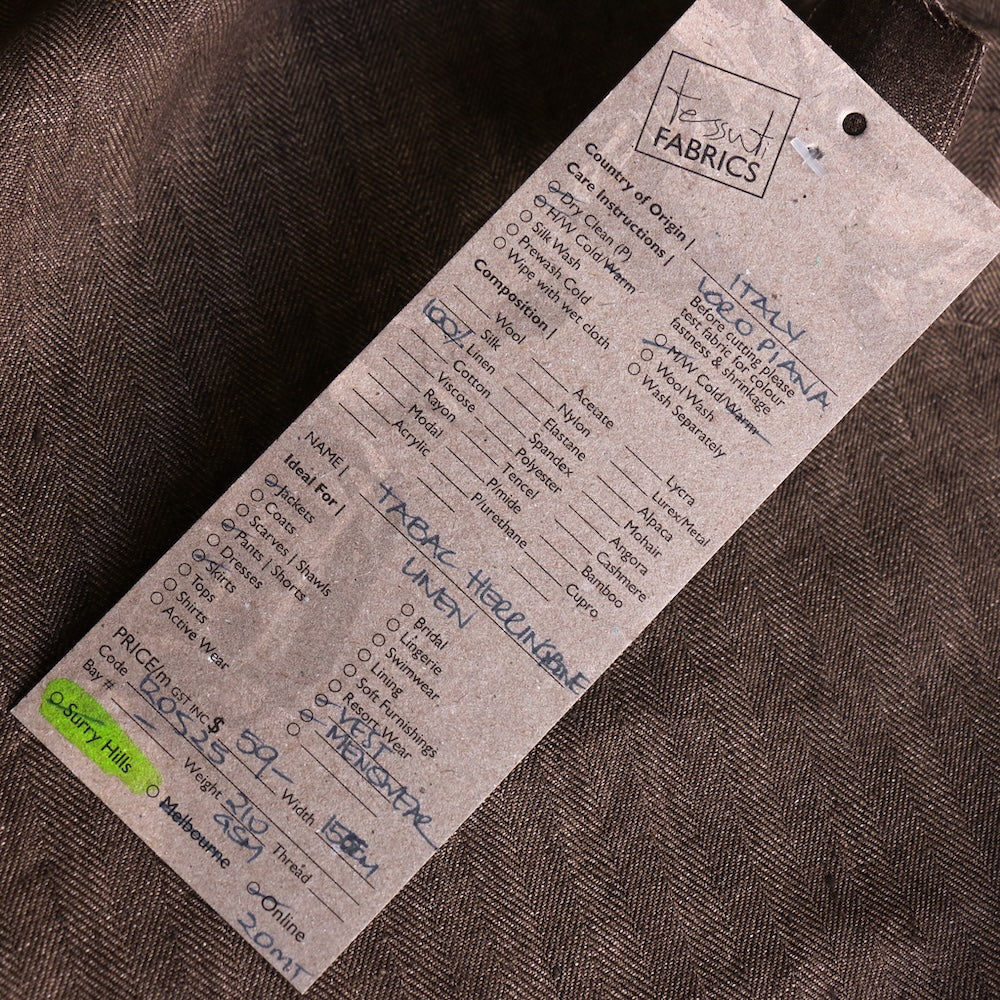 tessuti
FABRICS
Country of Origin | ITALY
LORO PIANA
Care Instructions |
Dry Clean (P)
H/W Cold/Warm
Silk Wash
Prewash Cold
Wipe with wet cloth
Before cutting please
test fabric for colour
fastness & shrinkage
M/W Cold/Warm
Wool Wash
Wash Separately
Composition |
Wool
Silk
100% Linen
Cotton
Viscose
Rayon
Modal
Acrylic
Acetate
Nylon
Elastane
Spandex
Polyester
Tencel
P/mide
P/urethane
Lycra
Lurex/Metal
Alpaca
Mohair
Angora
Cashmere
Bamboo
Cupro
NAME | TABAC HERRINGBONE
LINEN
Ideal For |
Jackets
Coats
Scarves | Shawls
Pants | Shorts
Dresses
Skirts
Tops
Shirts
Active Wear
Bridal
Lingerie
Swimwear
Lining
Soft Furnishings
Resort Wear
VEST
MENSWEAR
PRICE/m GST INC $ 59-
Width 150CM
Code
Weight 210
GSM
Thread
Bay # -
Surry Hills
Melbourne
Online
20MT